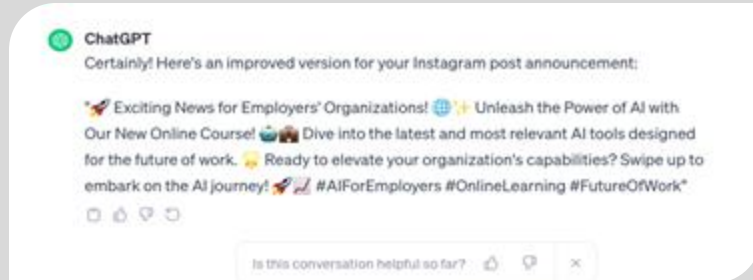 ChatGPT
Certainly! Here's an improved version for your Instagram post announcement:
"🚀 Exciting News for Employers' Organizations! 🌐✨ Unleash the Power of AI with
Our New Online Course! 🤖💼 Dive into the latest and most relevant AI tools designed
for the future of work. 🌟 Ready to elevate your organization's capabilities? Swipe up to
embark on the AI journey! 🚀📈 #AIForEmployers #OnlineLearning #FutureOfWork"
Is this conversation helpful so far?